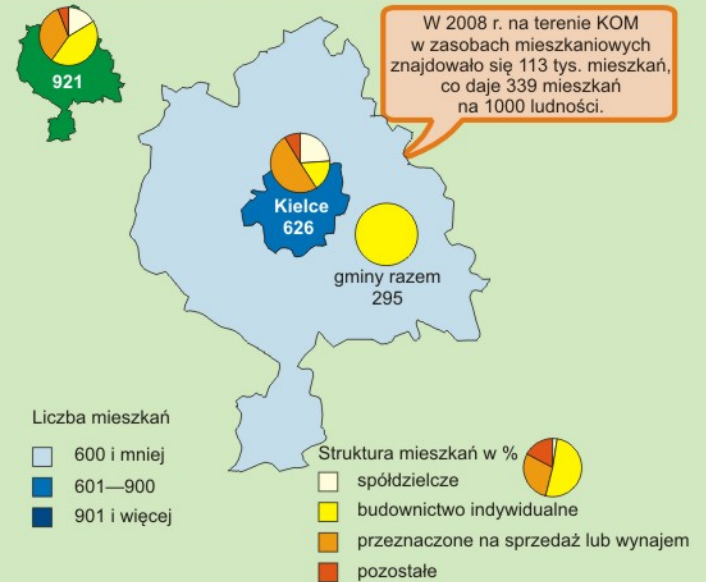 921
W 2008 r. na terenie KOM
w zasobach mieszkaniowych
znajdowało się 113 tys. mieszkań,
co daje 339 mieszkań
na 1000 ludności.
Kielce
626
gminy razem
295
Liczba mieszkań
600 i mniej
601—900
901 i więcej
Struktura mieszkań w %
spółdzielcze
budownictwo indywidualne
przeznaczone na sprzedaż lub wynajem
pozostałe